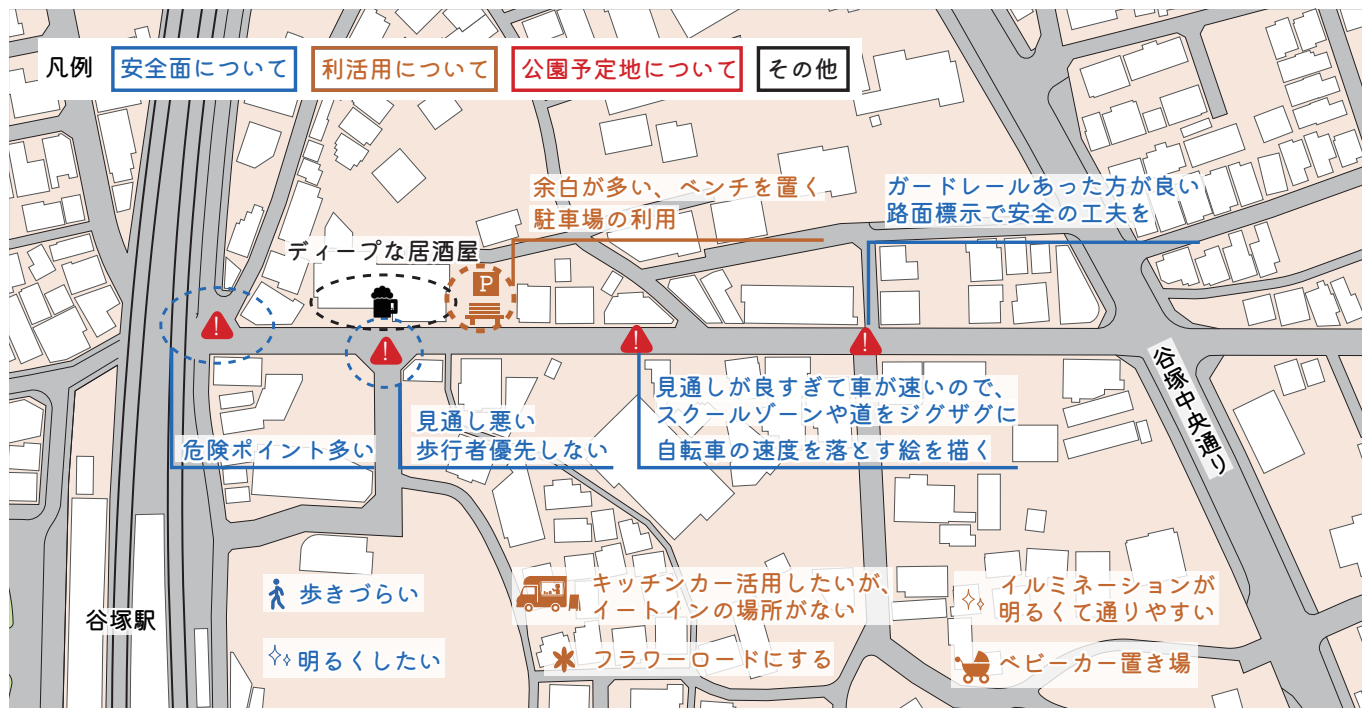 凡例
安全面について
利活用について
公園予定地について
その他
余白が多い、ベンチを置く
駐車場の利用
ガードレールあった方が良い
路面標示で安全の工夫を
ディープな居酒屋
P
!
!
!
!
谷塚中央通り
見通しが良すぎて車が速いので、
スクールゾーンや道をジグザグに
自転車の速度を落とす絵を描く
見通し悪い
歩行者優先しない
危険ポイント多い
谷塚駅
歩きづらい
明るくしたい
キッチンカー活用したいが、
イートインの場所がない
フラワーロードにする
イルミネーションが
明るくて通りやすい
ベビーカー置き場